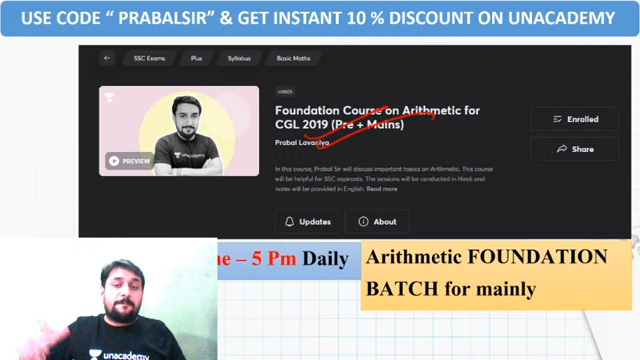 USE CODE “ PRABALSIR” & GET INSTANT 10 % DISCOUNT ON UNACADEMY
SSC Exams
Plus
Syllabus
Basic Maths
HINDI
Foundation Course on Arithmetic for
CGL 2019 (Pre + Mains)
Prabal Lavaniya
In this course, Prabal Sir will discuss important topics on Arithmetic. This course
will be helpful for SSC aspirants. The sessions will be conducted in Hindi and
notes will be provided in English. Read more
Updates
About
Enrolled
Share
PREVIEW
ne – 5 Pm Daily
Arithmetic FOUNDATION
BATCH for mainly
unacademy